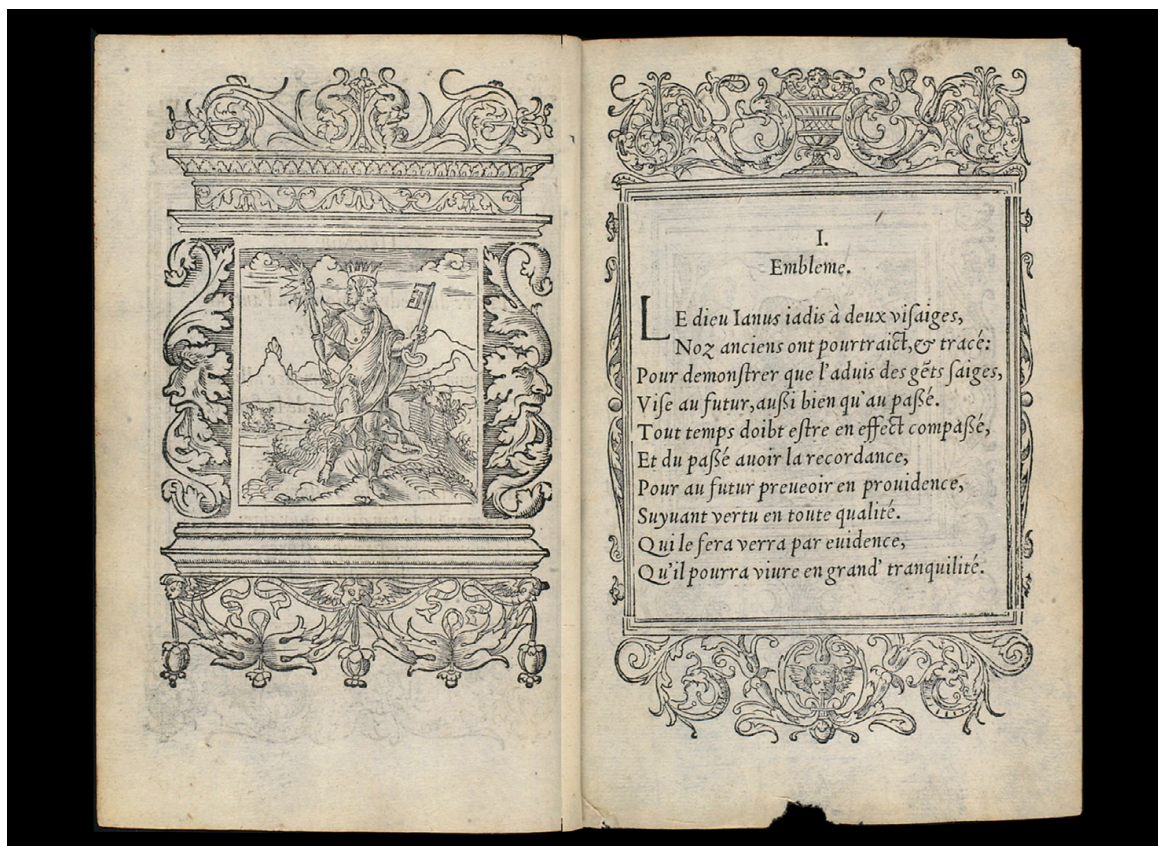 I.
Embleme.
LE dieu Ianus iadis à deux viſaiges,
Noz anciens ont pourtraict,& tracé:
Pour demonſtrer que l'aduis des gẽts ſaiges,
Viſe au futur,auſſi bien qu'au paſſé.
Tout temps doibt eſtre en effect compaſſé,
Et du paſſé auoir la recordance,
Pour au futur preueoir en prouidence,
Suyuant vertu en toute qualité.
Qui le fera verra par euidence,
Qu'il pourra viure en grand' tranquilité.